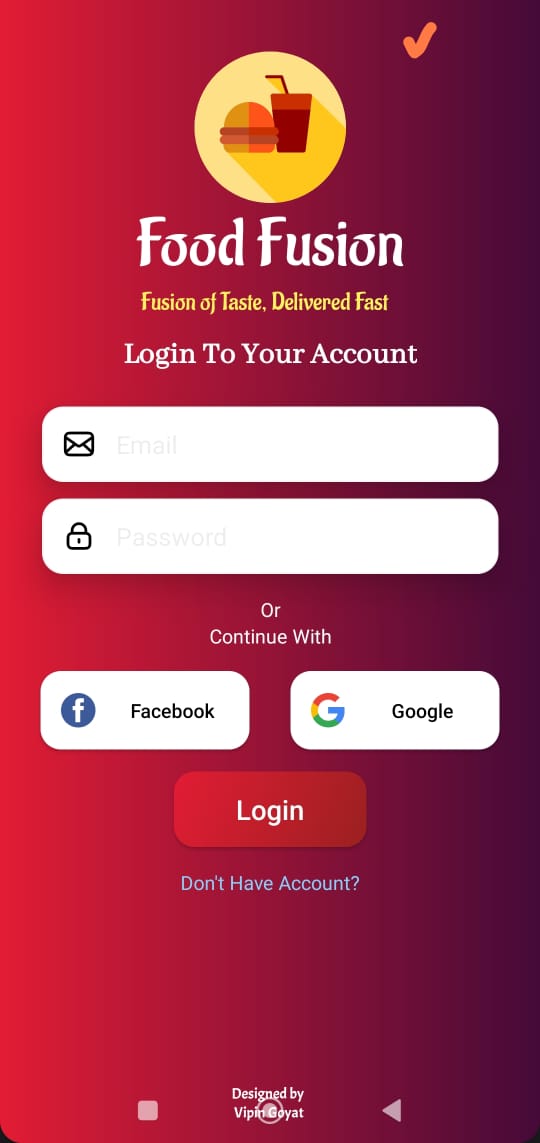 Food Fusion
Fusion of Taste, Delivered Fast
Login To Your Account
Email
Password
Or
Continue With
Facebook
Google
Login
Don't Have Account?
Designed by
Vipin Goyat